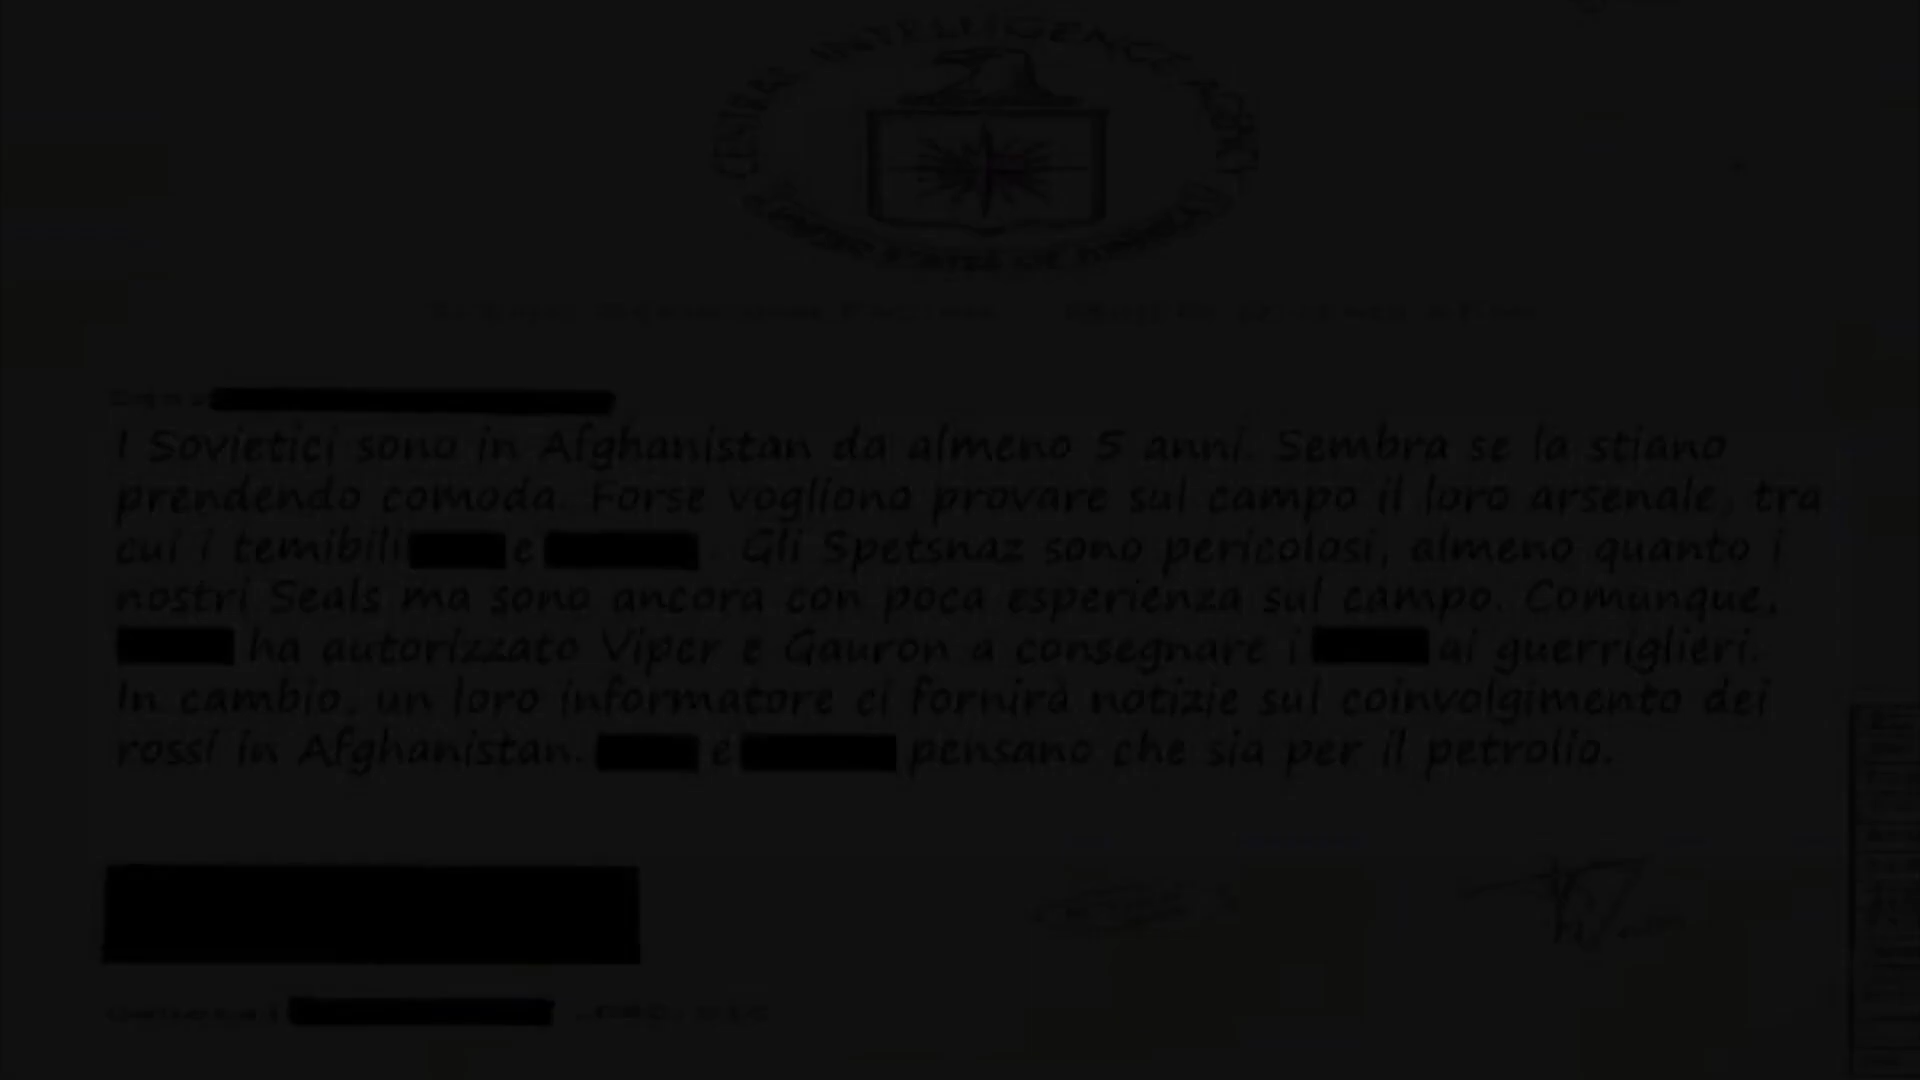 CENTRAL INTELLIGENCE AGENCY
I Sovietici sono in Afghanistan da almeno 5 anni. Sembra se la stiano
prendendo comoda. Forse vogliono provare sul campo il loro arsenale, tra
cui i temibili e . Gli Spetsnaz sono pericolosi, almeno quanto i
nostri Seals ma sono ancora con poca esperienza sul campo. Comunque,
ha autorizzato Viper e Gauron a consegnare i ai guerriglieri.
In cambio, un loro informatore ci fornirà notizie sul coinvolgimento dei
rossi in Afghanistan. e pensano che sia per il petrolio.